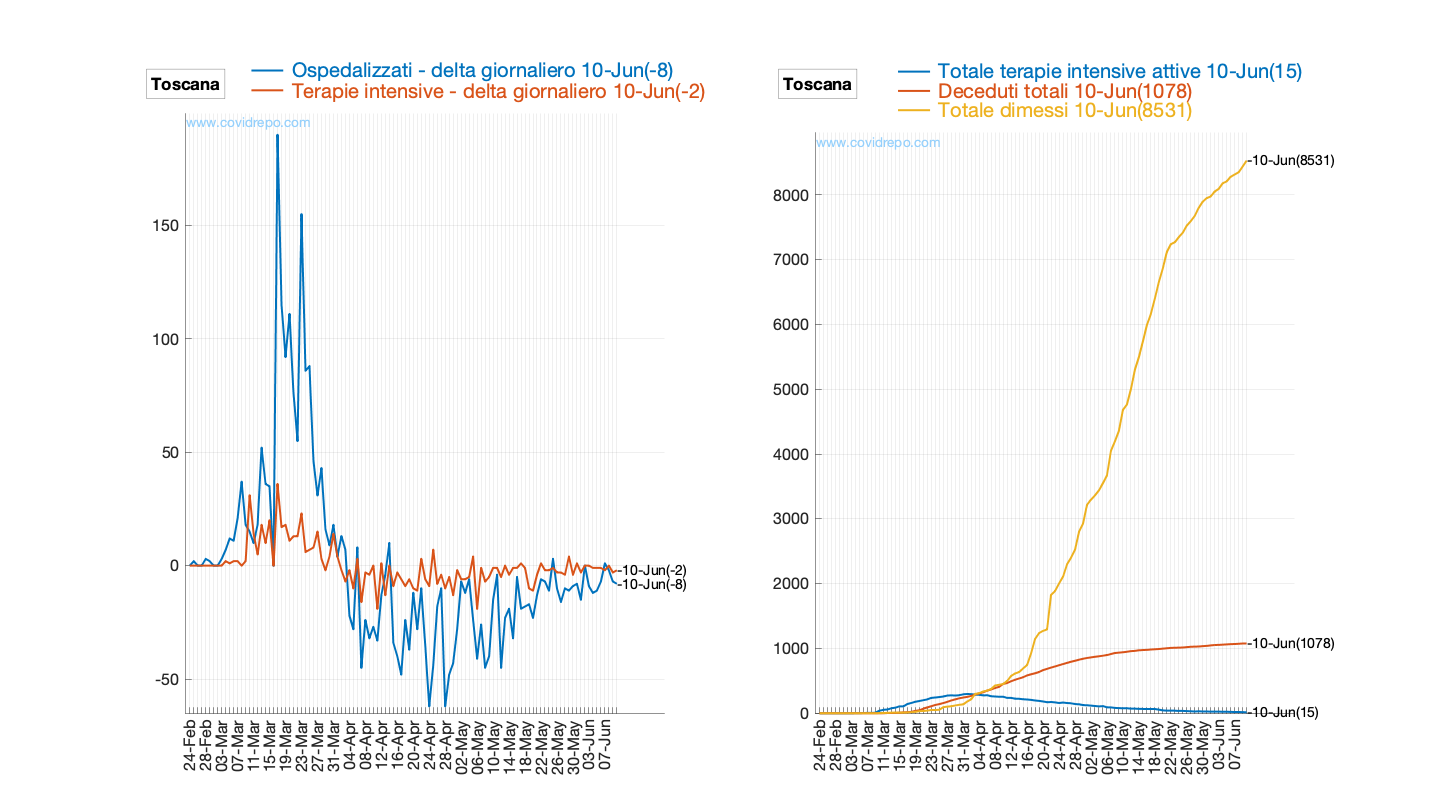 Toscana
Ospedalizzati - delta giornaliero 10-Jun(-8)
Terapie intensive - delta giornaliero 10-Jun(-2)
www.covidrepo.com
150
100
50
0
-50
-10-Jun(-2)
-10-Jun(-8)
24-Feb
28-Feb
03-Mar
07-Mar
11-Mar
15-Mar
19-Mar
23-Mar
27-Mar
31-Mar
04-Apr
08-Apr
12-Apr
16-Apr
20-Apr
24-Apr
28-Apr
02-May
06-May
10-May
14-May
18-May
22-May
26-May
30-May
03-Jun
07-Jun
Toscana
Totale terapie intensive attive 10-Jun(15)
Deceduti totali 10-Jun(1078)
Totale dimessi 10-Jun(8531)
www.covidrepo.com
8000
7000
6000
5000
4000
3000
2000
1000
0
-10-Jun(8531)
-10-Jun(1078)
-10-Jun(15)
24-Feb
28-Feb
03-Mar
07-Mar
11-Mar
15-Mar
19-Mar
23-Mar
27-Mar
31-Mar
04-Apr
08-Apr
12-Apr
16-Apr
20-Apr
24-Apr
28-Apr
02-May
06-May
10-May
14-May
18-May
22-May
26-May
30-May
03-Jun
07-Jun